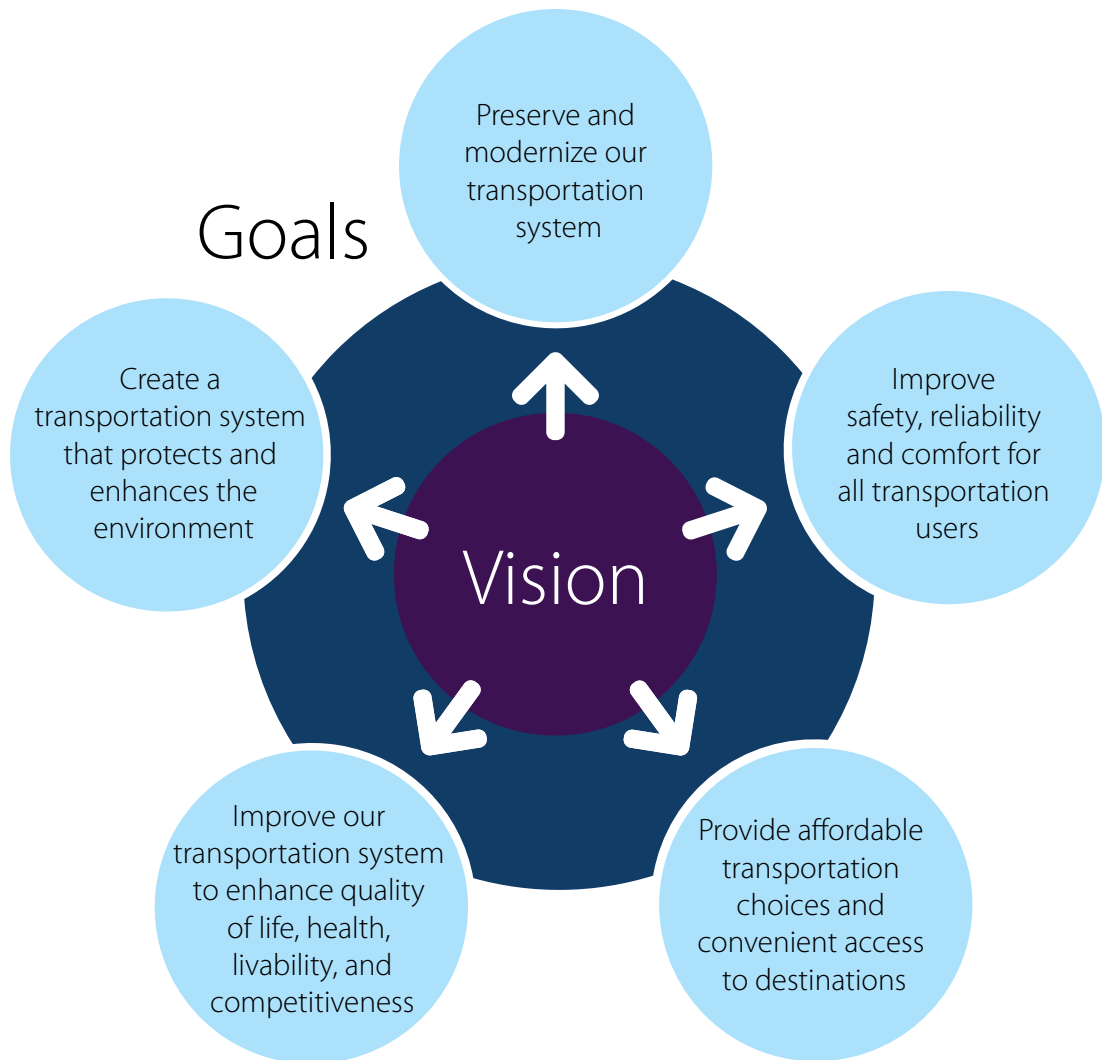 Goals
Preserve and
modernize our
transportation
system
Improve
safety, reliability
and comfort for
all transportation
users
Provide affordable
transportation
choices and
convenient access
to destinations
Improve our
transportation system
to enhance quality
of life, health,
livability, and
competitiveness
Create a
transportation system
that protects and
enhances the
environment
Vision